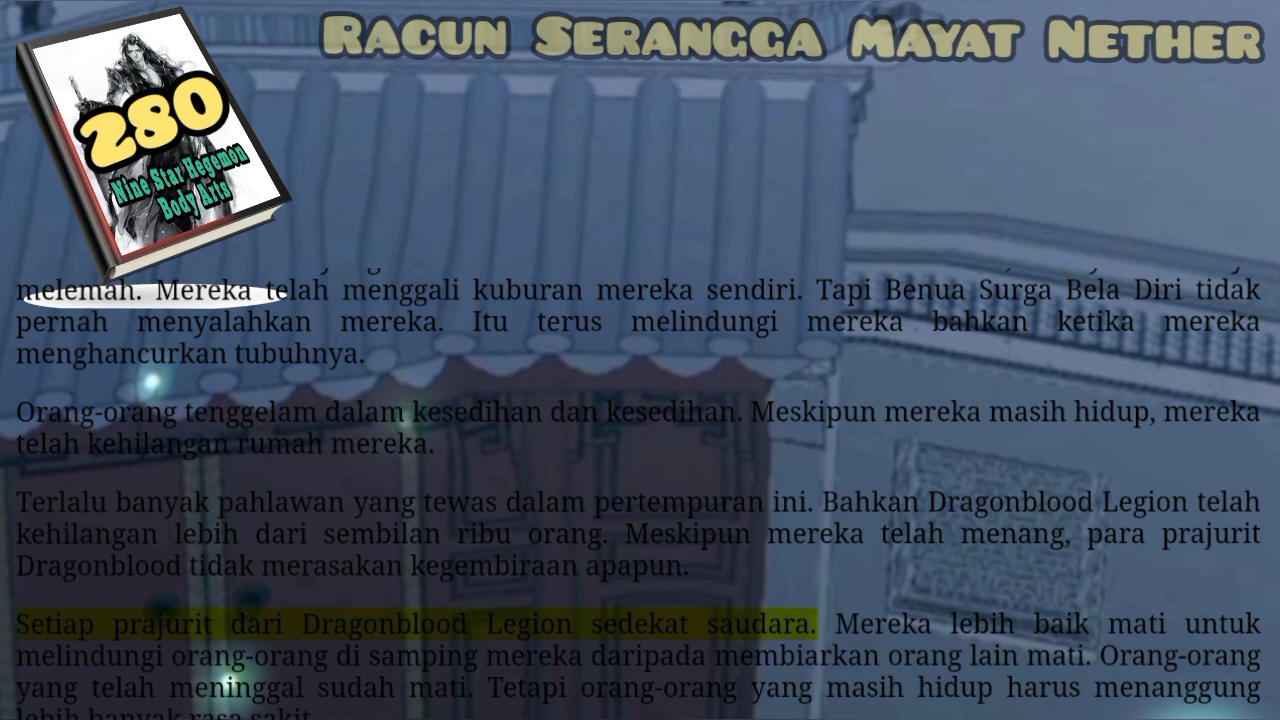 Racun Serangga Mayat Nether
280
Nine Star Hegemon
Body Arts
melemah. Mereka telah menggali kuburan mereka sendiri. Tapi Benua Surga Bela Diri tidak
pernah menyalahkan mereka. Itu terus melindungi mereka bahkan ketika mereka
menghancurkan tubuhnya.
Orang-orang tenggelam dalam kesedihan dan kesedihan. Meskipun mereka masih hidup, mereka
telah kehilangan rumah mereka.
Terlalu banyak pahlawan yang tewas dalam pertempuran ini. Bahkan Dragonblood Legion telah
kehilangan lebih dari sembilan ribu orang. Meskipun mereka telah menang, para prajurit
Dragonblood tidak merasakan kegembiraan apapun.
Setiap prajurit dari Dragonblood Legion sedekat saudara. Mereka lebih baik mati untuk
melindungi orang-orang di samping mereka daripada membiarkan orang lain mati. Orang-orang
yang telah meninggal sudah mati. Tetapi orang-orang yang masih hidup harus menanggung
lebih banyak rasa sakit.